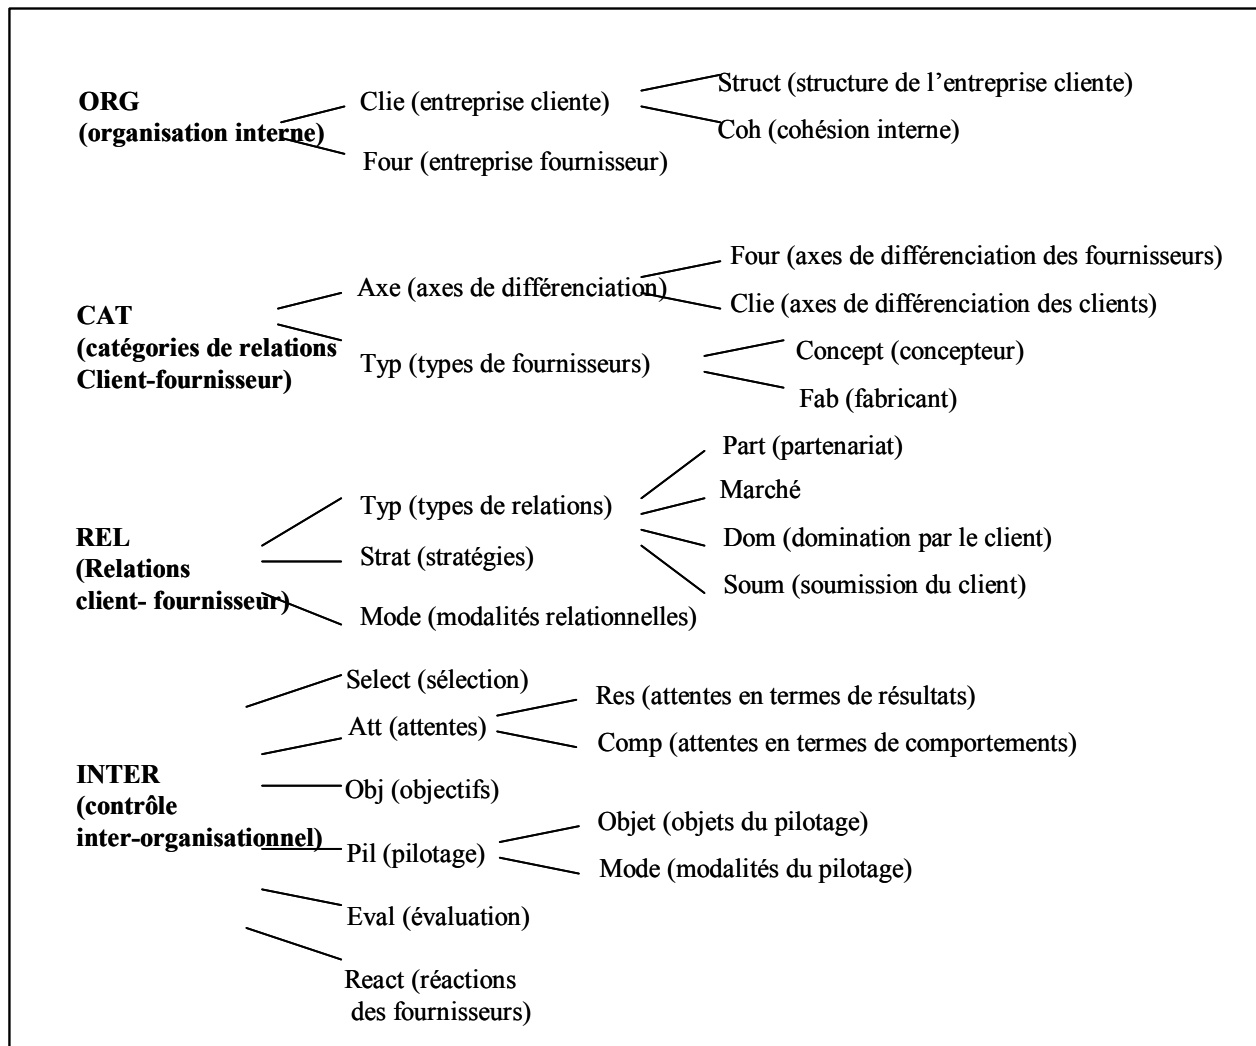 ORG
(organisation interne)
Clie (entreprise cliente)
Four (entreprise fournisseur)
Struct (structure de l’entreprise cliente)
Coh (cohésion interne)
CAT
(catégories de relations
Client-fournisseur)
Axe (axes de différenciation)
Four (axes de différenciation des fournisseurs)
Clie (axes de différenciation des clients)
Typ (types de fournisseurs)
Concept (concepteur)
Fab (fabricant)
REL
(Relations
client- fournisseur)
Typ (types de relations)
Part (partenariat)
Marché
Dom (domination par le client)
Soum (soumission du client)
Strat (stratégies)
Mode (modalités relationnelles)
INTER
(contrôle
inter-organisationnel)
Select (sélection)
Att (attentes)
Res (attentes en termes de résultats)
Comp (attentes en termes de comportements)
Obj (objectifs)
Pil (pilotage)
Objet (objets du pilotage)
Mode (modalités du pilotage)
Eval (évaluation)
React (réactions
des fournisseurs)